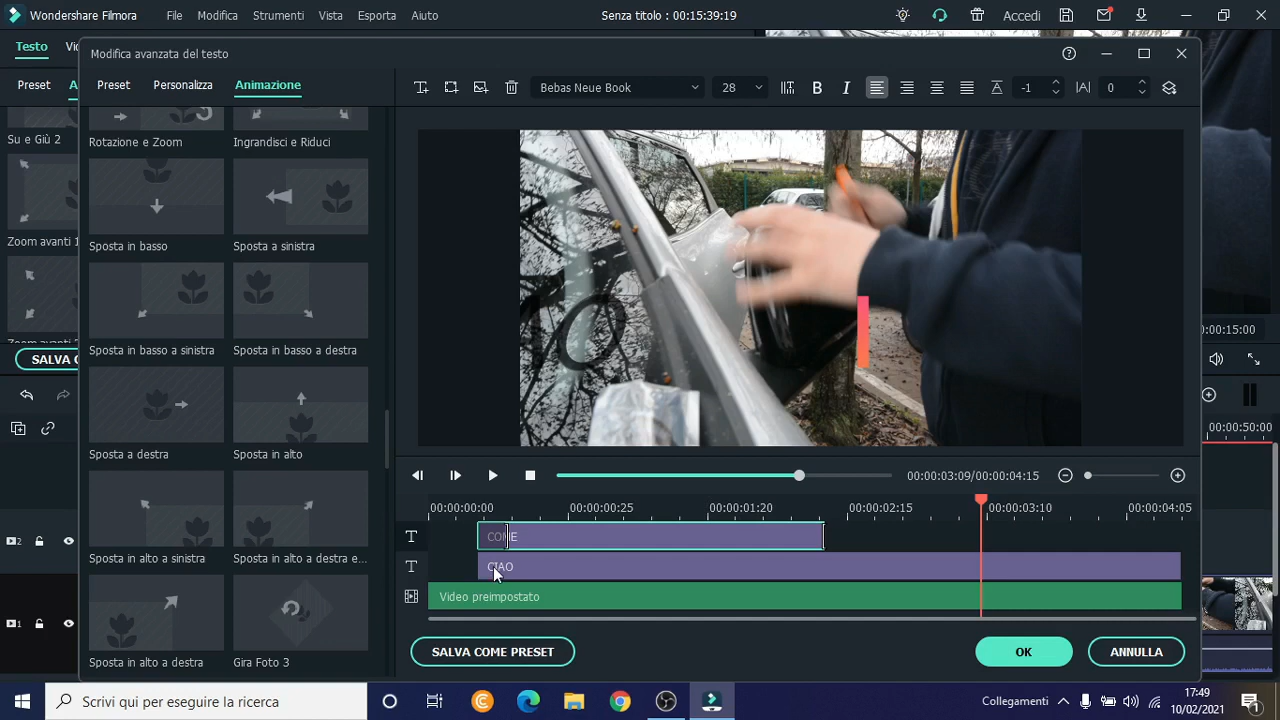 Wondershare Filmora File Modifica Strumenti Vista Esporta Aiuto Senza titolo : 00:15:39:19 Accedi
Testo
Modifica avanzata del testo
Preset
Preset Personalizza Animazione
Bebas Neue Book 28 B I -1 0
Su e Giù 2
Zoom avanti 1
SALVA
Rotazione e Zoom Ingrandisci e Riduci
Sposta in basso Sposta a sinistra
Sposta in basso a sinistra Sposta in basso a destra
Sposta a destra Sposta in alto
Sposta in alto a sinistra Sposta in alto a destra e...
Sposta in alto a destra Gira Foto 3
00:00:03:09/00:00:04:15
:00:15:00
00:00:50:00
00:00:00:00 00:00:00:25 00:00:01:20 00:00:02:15 00:00:03:10 00:00:04:05
T COME
T CIAO
Video preimpostato
2
1
SALVA COME PRESET OK ANNULLA
Scrivi qui per eseguire la ricerca
Collegamenti
17:49
10/02/2021
1